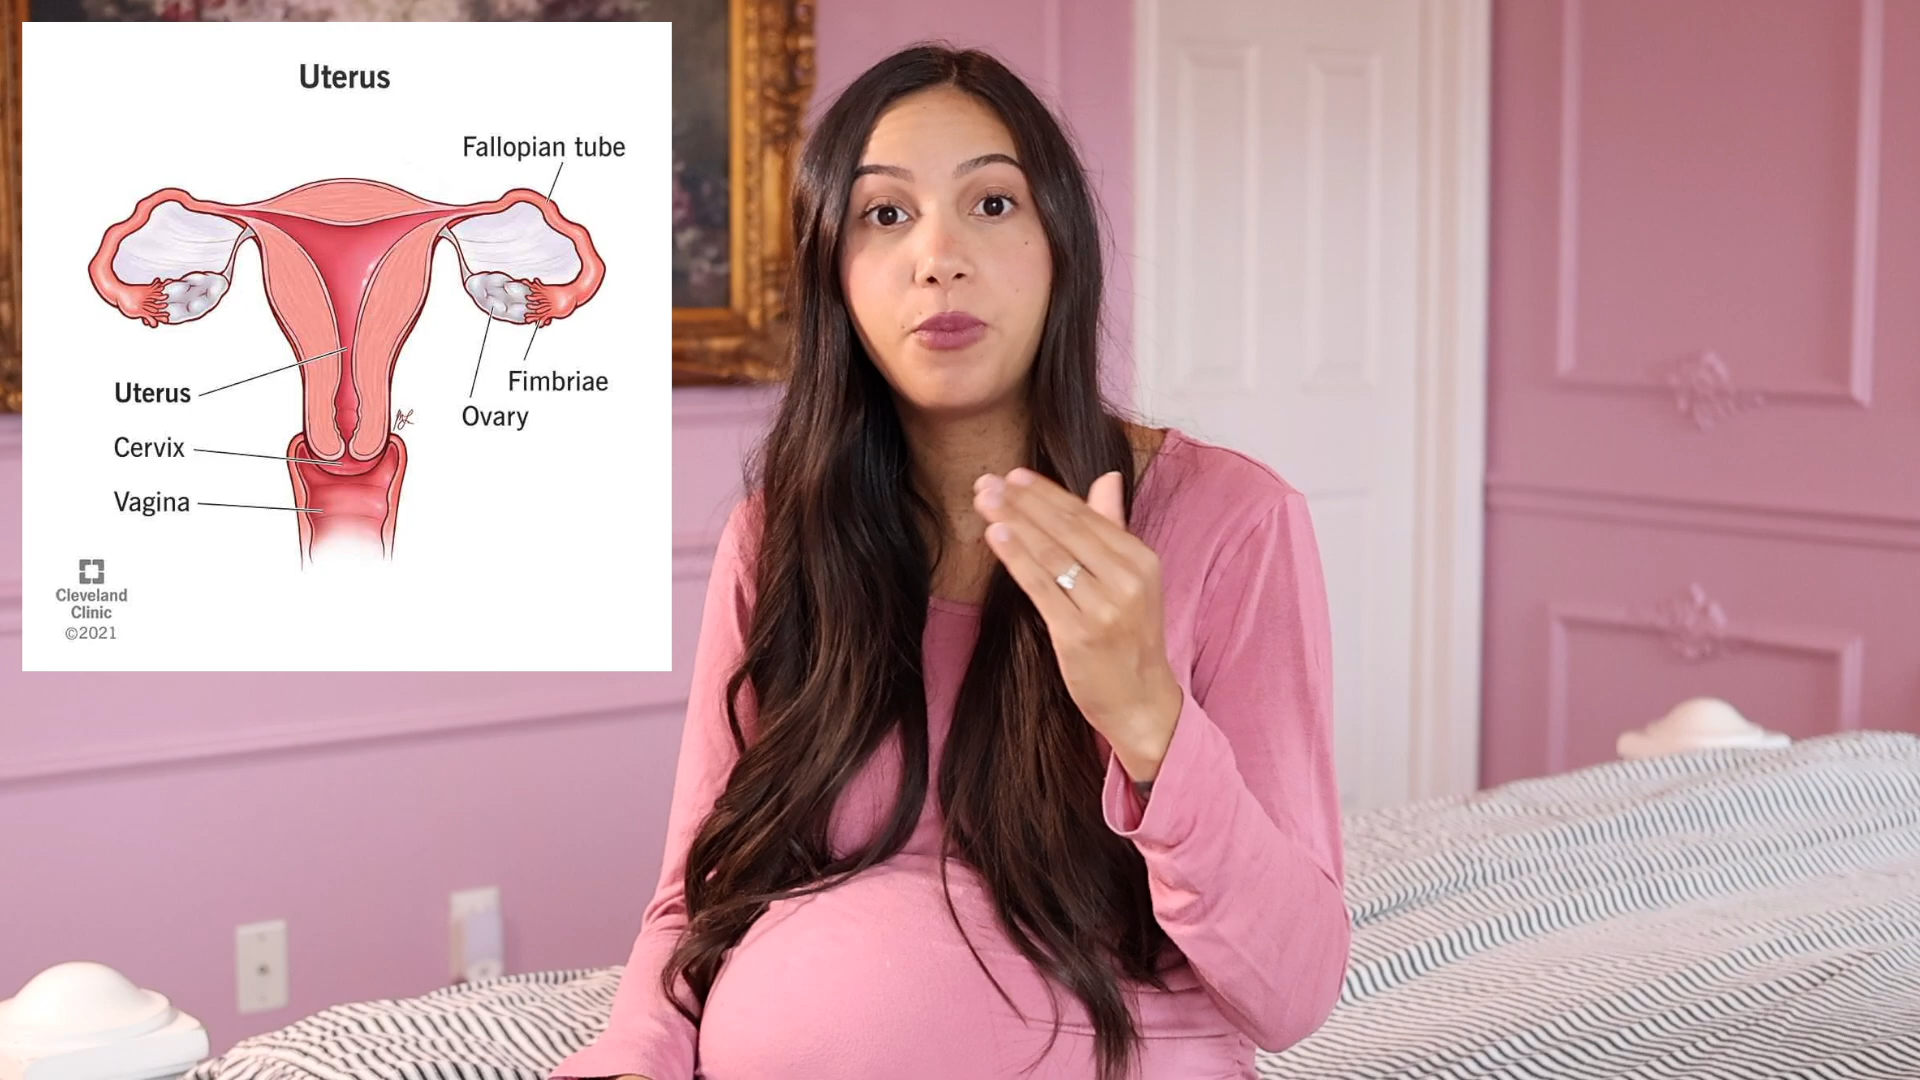 Uterus
Fallopian tube
Uterus
Cervix
Vagina
Fimbriae
Ovary
Cleveland
Clinic
©2021